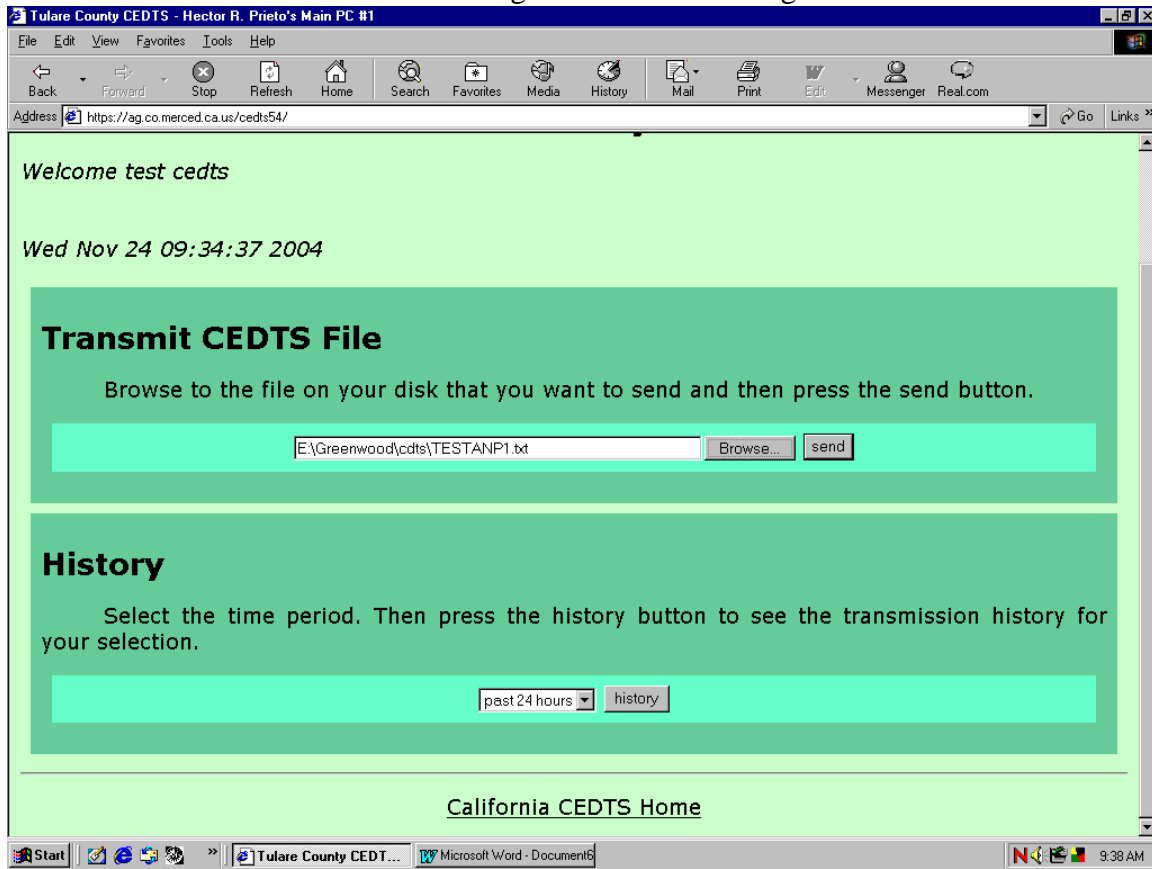 Tulare County CEDTS - Hector R. Prieto's Main PC #1
File Edit View Favorites Tools Help
Back Forward Stop Refresh Home Search Favorites Media History Mail Print Edit Messenger Real.com
Address https://ag.co.merced.ca.us/cedts54/ Go Links »
Welcome test cedts
Wed Nov 24 09:34:37 2004
Transmit CEDTS File
Browse to the file on your disk that you want to send and then press the send button.
E:\Greenwood\cdts\TESTANP1.txt Browse... send
History
Select the time period. Then press the history button to see the transmission history for
your selection.
past 24 hours history
California CEDTS Home
Start » Tulare County CEDT... Microsoft Word - Document6 9:38 AM